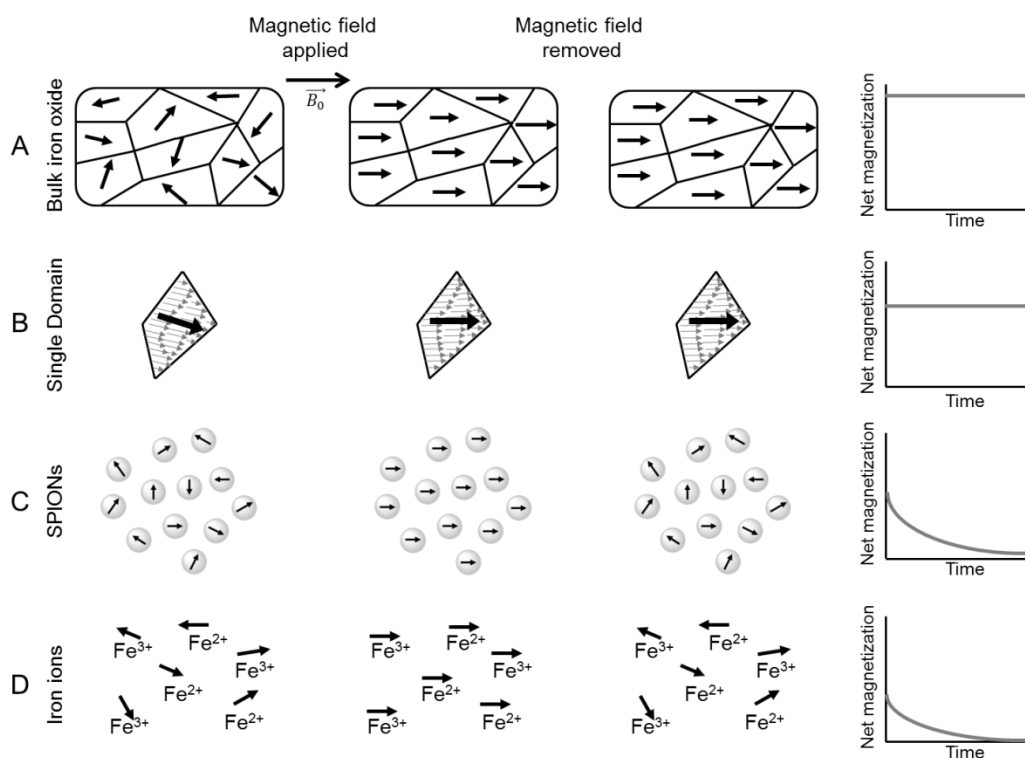 Magnetic field
applied
Magnetic field
removed
B₀
A
Bulk iron oxide
Net magnetization
Time
B
Single Domain
Net magnetization
Time
C
SPIONs
Net magnetization
Time
D
Iron ions
Fe³⁺
Fe²⁺
Fe³⁺
Fe²⁺
Fe³⁺
Fe²⁺
Fe³⁺
Fe²⁺
Fe³⁺
Fe²⁺
Fe³⁺
Fe²⁺
Fe³⁺
Fe²⁺
Fe³⁺
Fe²⁺
Fe³⁺
Fe²⁺
Net magnetization
Time